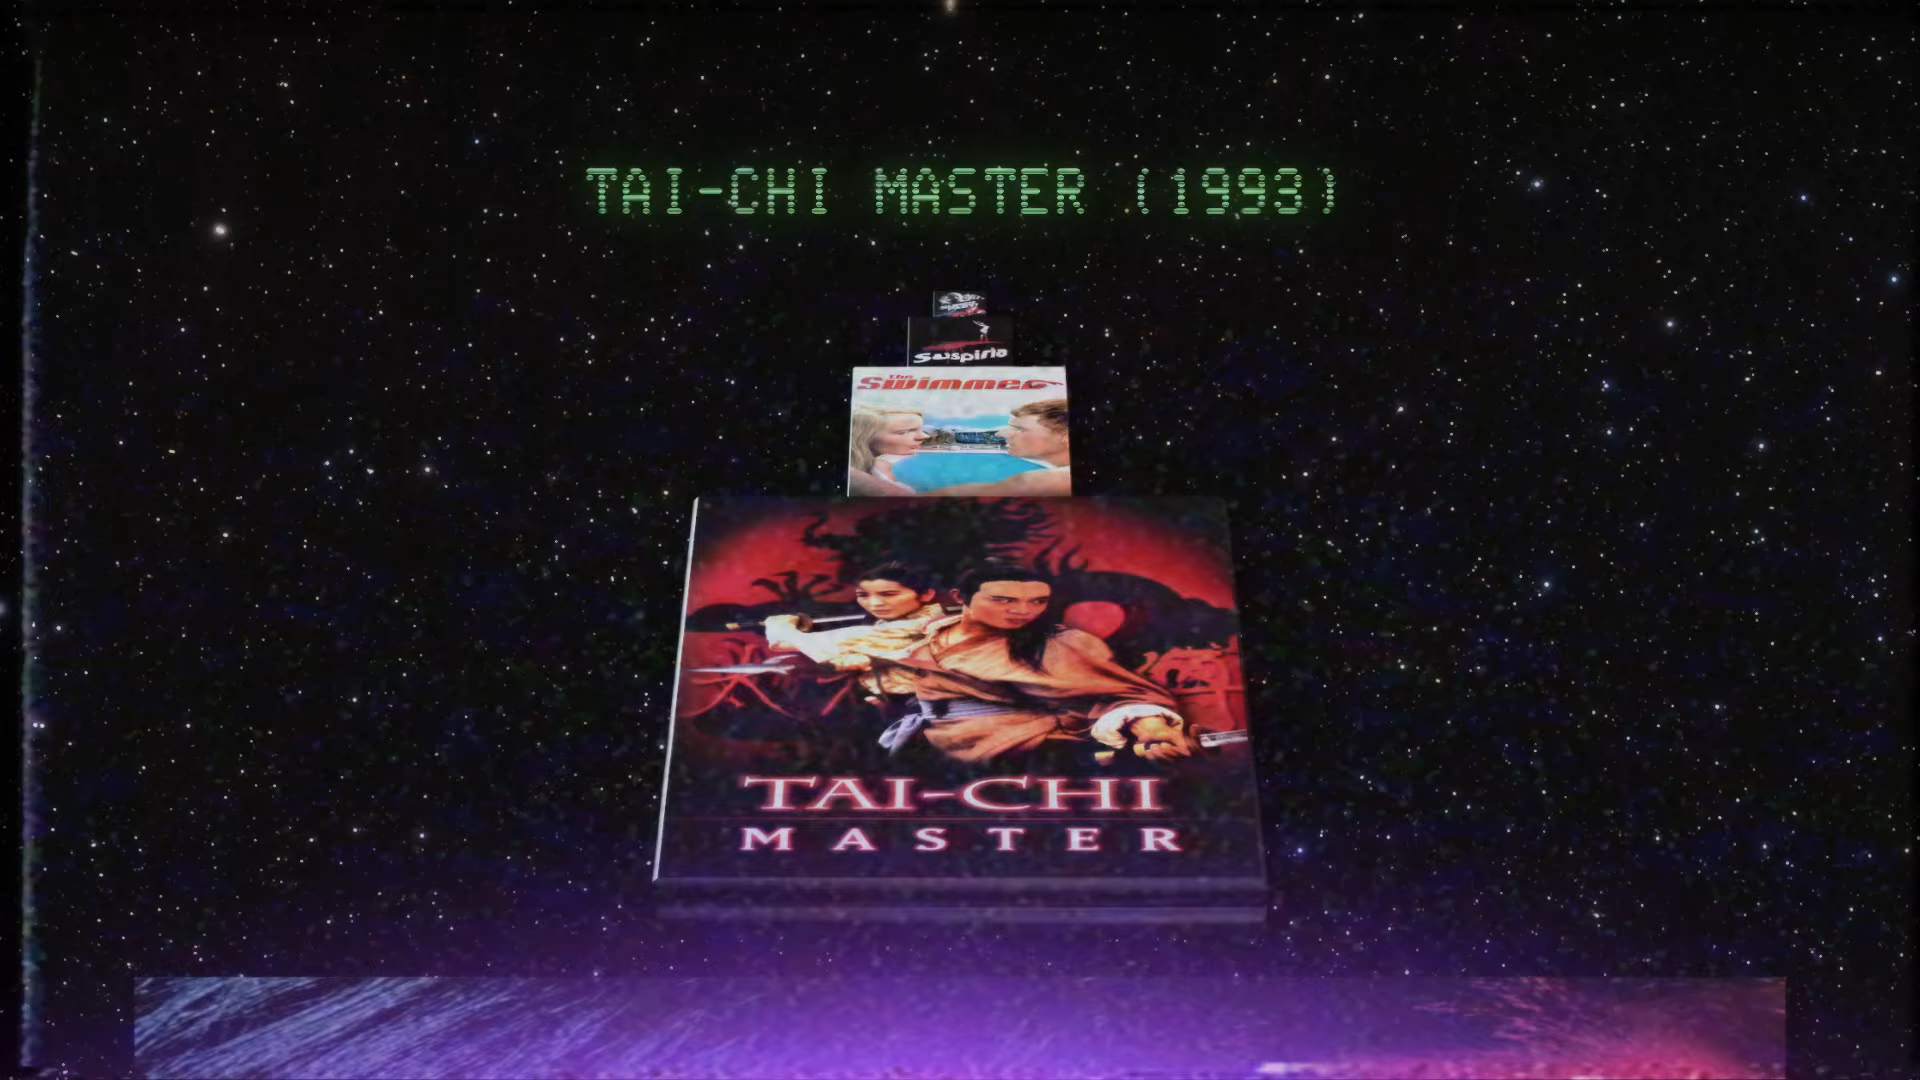 TAI-CHI MASTER (1993)
Suspiria
The
Swimmer
TAI-CHI
MASTER